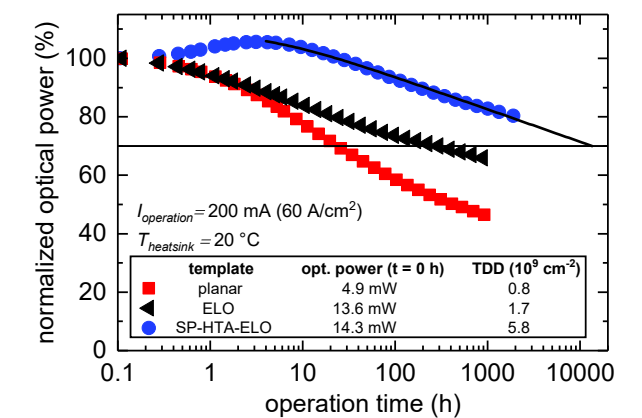 normalized optical power (%)
100
80
60
40
20
0
I_operation = 200 mA (60 A/cm²)
T_heatsink = 20 °C
template opt. power (t = 0 h) TDD (10⁹ cm⁻²)
planar 4.9 mW 0.8
ELO 13.6 mW 1.7
SP-HTA-ELO 14.3 mW 5.8
0.1 1 10 100 1000 10000
operation time (h)